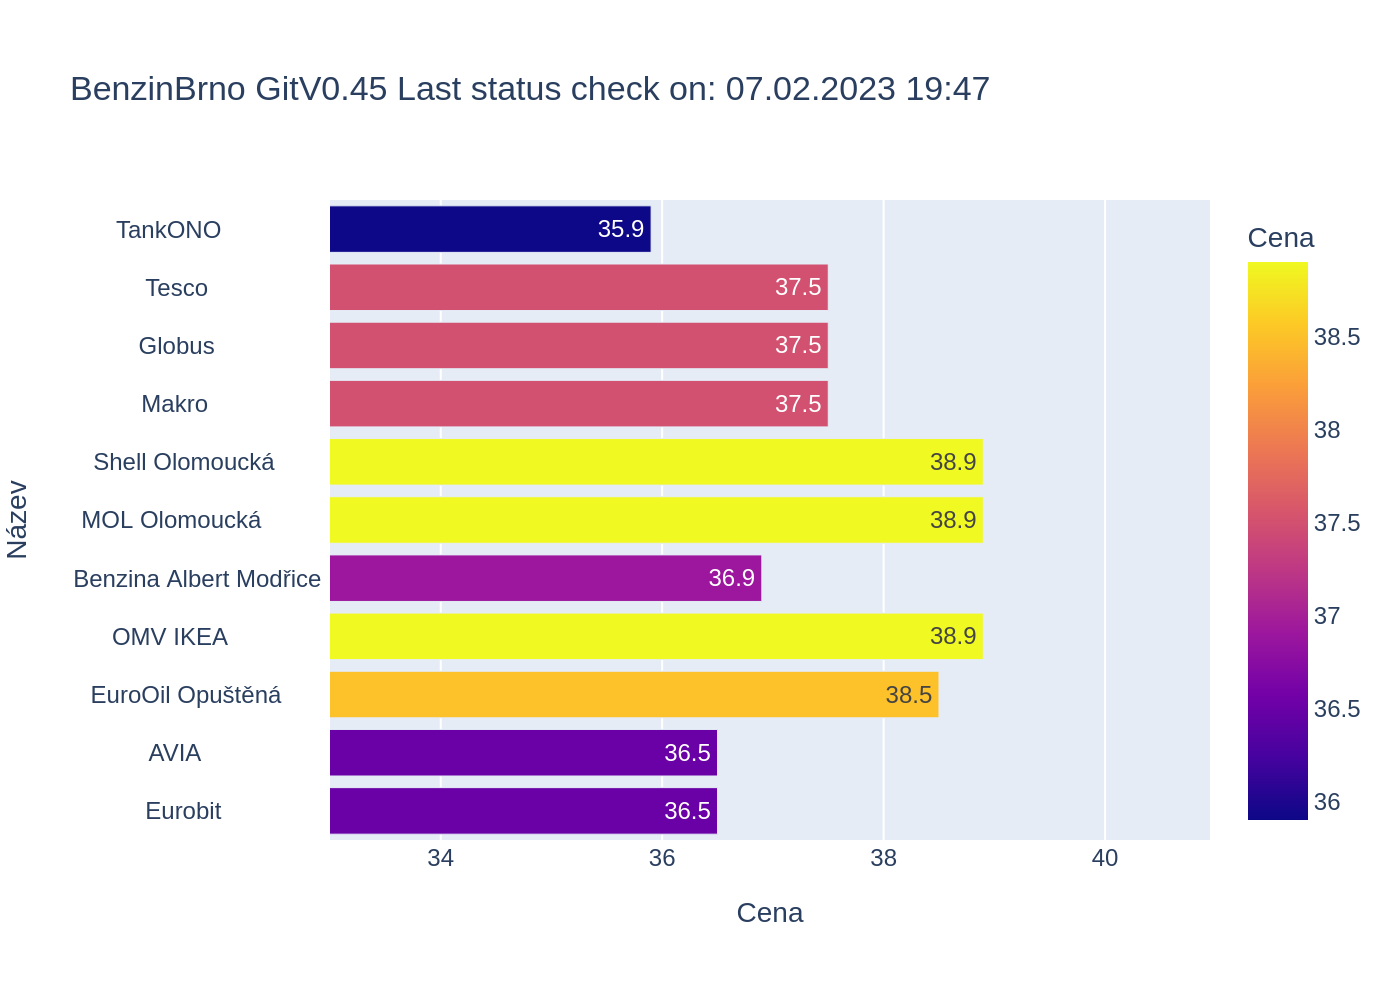 BenzinBrno GitV0.45 Last status check on: 07.02.2023 19:47
Cena
Název
TankONO 35.9
Tesco 37.5
Globus 37.5
Makro 37.5
Shell Olomoucká 38.9
MOL Olomoucká 38.9
Benzina Albert Modřice 36.9
OMV IKEA 38.9
EuroOil Opuštěná 38.5
AVIA 36.5
Eurobit 36.5
38.5
38
37.5
37
36.5
36
34 36 38 40
Cena